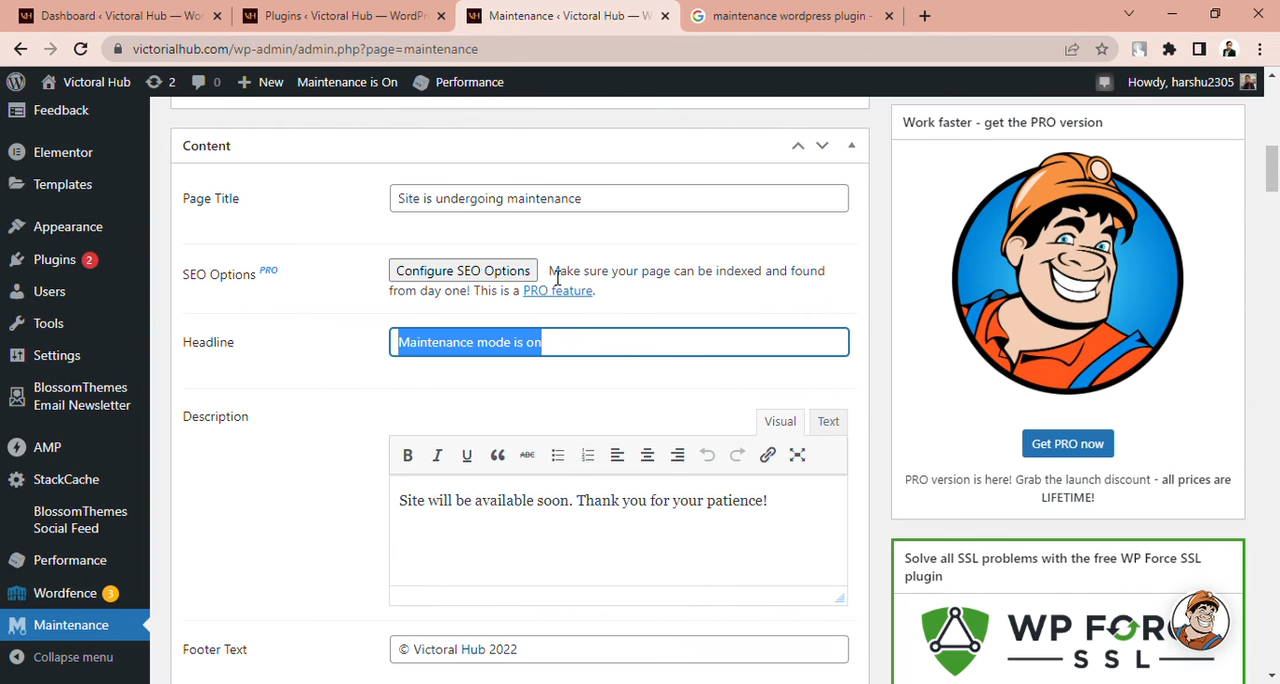 Dashboard ‹ Victoral Hub — Wor
Plugins ‹ Victoral Hub — WordPr
Maintenance ‹ Victoral Hub — W
maintenance wordpress plugin -
victorialhub.com/wp-admin/admin.php?page=maintenance
Victoral Hub 2 0 New Maintenance is On Performance Howdy, harshu2305
Feedback
Elementor
Templates
Appearance
Plugins 2
Users
Tools
Settings
BlossomThemes
Email Newsletter
AMP
StackCache
BlossomThemes
Social Feed
Performance
Wordfence 3
Maintenance
Collapse menu
Content
Page Title Site is undergoing maintenance
SEO Options PRO Configure SEO Options Make sure your page can be indexed and found
from day one! This is a PRO feature.
Headline Maintenance mode is on
Description
Visual Text
B I U ABC
Site will be available soon. Thank you for your patience!
Footer Text © Victoral Hub 2022
Work faster - get the PRO version
Get PRO now
PRO version is here! Grab the launch discount - all prices are
LIFETIME!
Solve all SSL problems with the free WP Force SSL
plugin
WP FOR
SSL